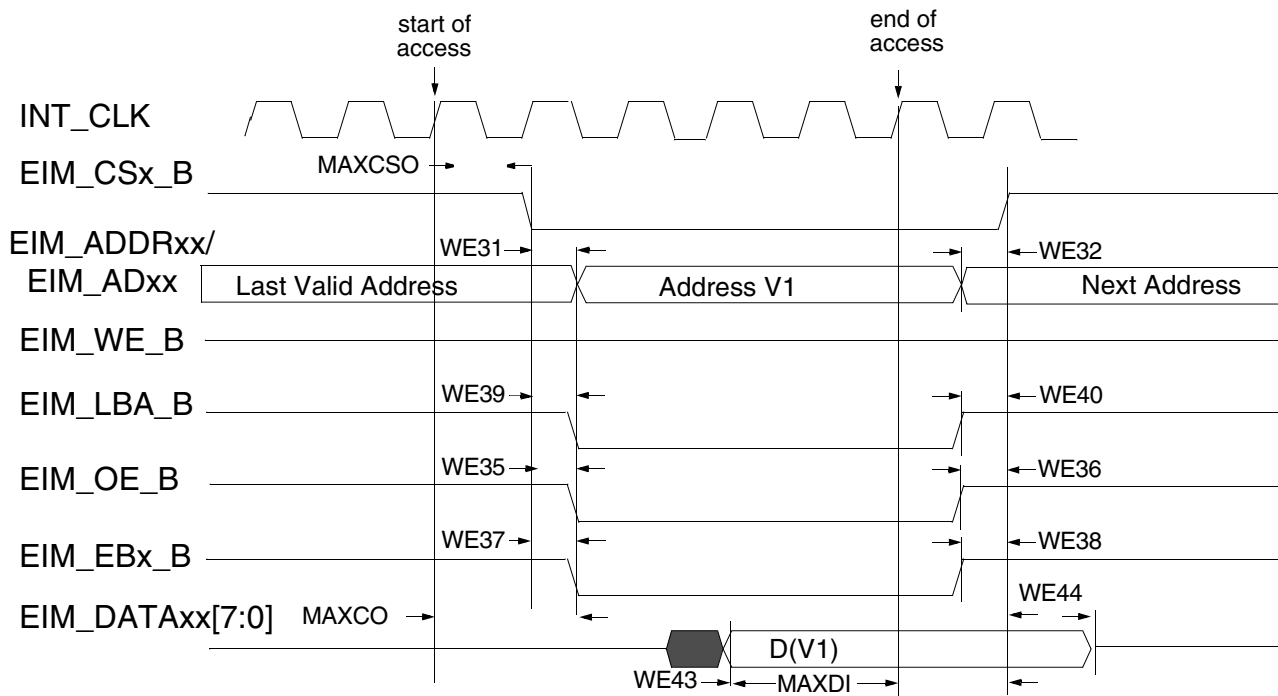 start of
access
end of
access
INT_CLK
EIM_CSx_B
MAXCSO
EIM_ADDRxx/
EIM_ADxx
WE31
WE32
Last Valid Address
Address V1
Next Address
EIM_WE_B
EIM_LBA_B
WE39
WE40
EIM_OE_B
WE35
WE36
EIM_EBx_B
WE37
WE38
EIM_DATAxx[7:0]
MAXCO
WE44
D(V1)
WE43
MAXDI